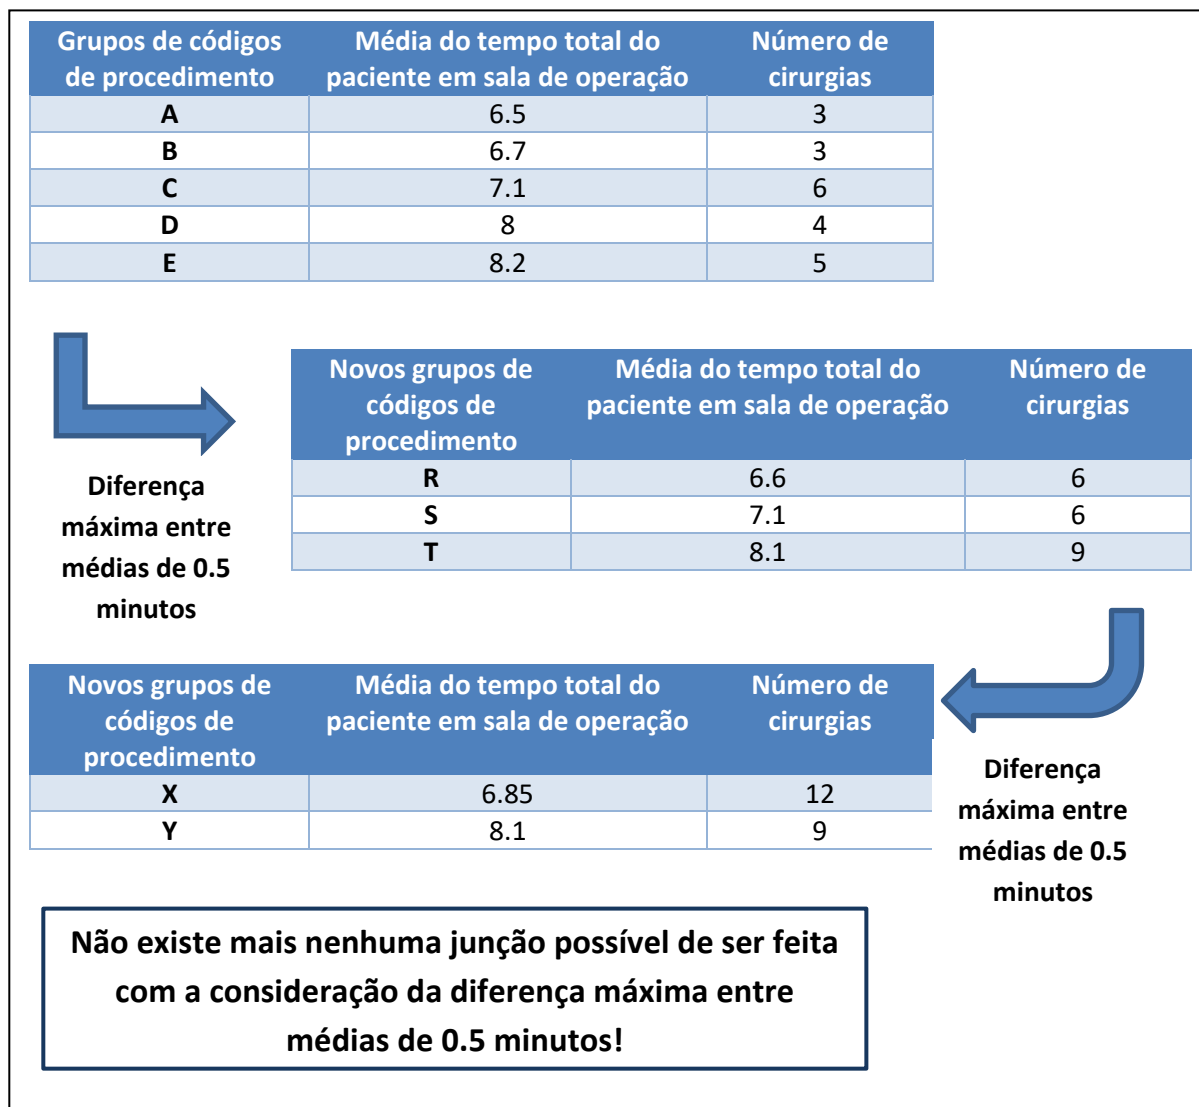 Grupos de códigos de procedimento Média do tempo total do paciente em sala de operação Número de cirurgias
A 6.5 3
B 6.7 3
C 7.1 6
D 8 4
E 8.2 5
Diferença
máxima entre
médias de 0.5
minutos
Novos grupos de códigos de procedimento Média do tempo total do paciente em sala de operação Número de cirurgias
R 6.6 6
S 7.1 6
T 8.1 9
Novos grupos de códigos de procedimento Média do tempo total do paciente em sala de operação Número de cirurgias
X 6.85 12
Y 8.1 9
Diferença
máxima entre
médias de 0.5
minutos
Não existe mais nenhuma junção possível de ser feita
com a consideração da diferença máxima entre
médias de 0.5 minutos!